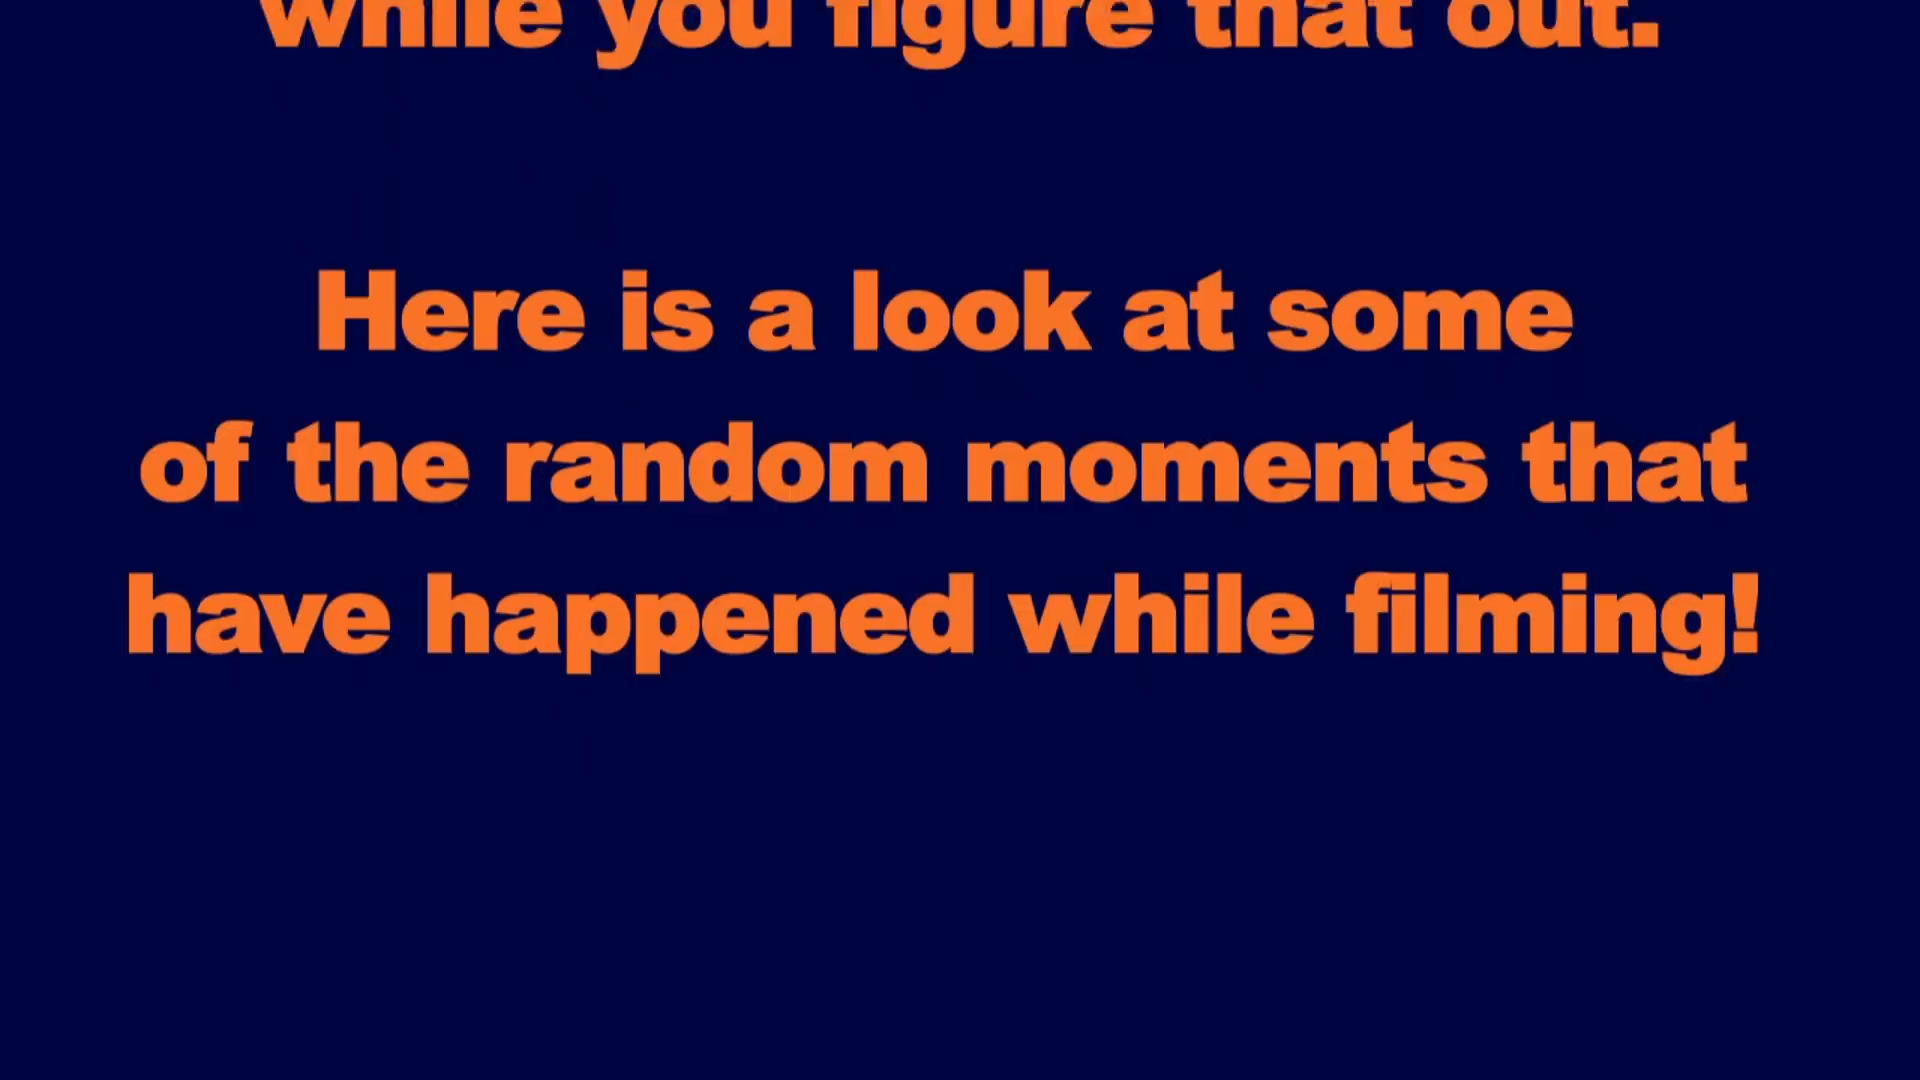 while you figure that out.
Here is a look at some
of the random moments that
have happened while filming!